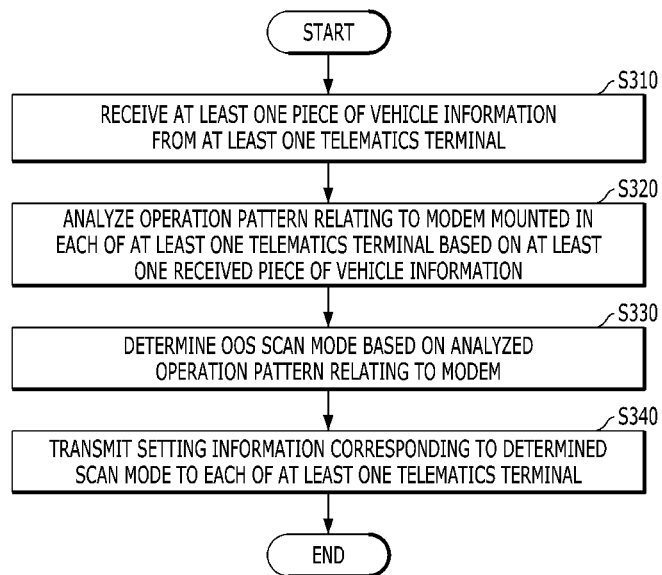 START
S310
RECEIVE AT LEAST ONE PIECE OF VEHICLE INFORMATION
FROM AT LEAST ONE TELEMATICS TERMINAL
S320
ANALYZE OPERATION PATTERN RELATING TO MODEM MOUNTED IN
EACH OF AT LEAST ONE TELEMATICS TERMINAL BASED ON AT LEAST
ONE RECEIVED PIECE OF VEHICLE INFORMATION
S330
DETERMINE OOS SCAN MODE BASED ON ANALYZED
OPERATION PATTERN RELATING TO MODEM
S340
TRANSMIT SETTING INFORMATION CORRESPONDING TO DETERMINED
SCAN MODE TO EACH OF AT LEAST ONE TELEMATICS TERMINAL
END